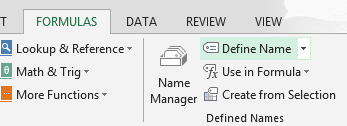 T FORMULAS DATA REVIEW VIEW
Lookup & Reference
Math & Trig
More Functions
Name
Manager
Define Name
Use in Formula
Create from Selection
Defined Names